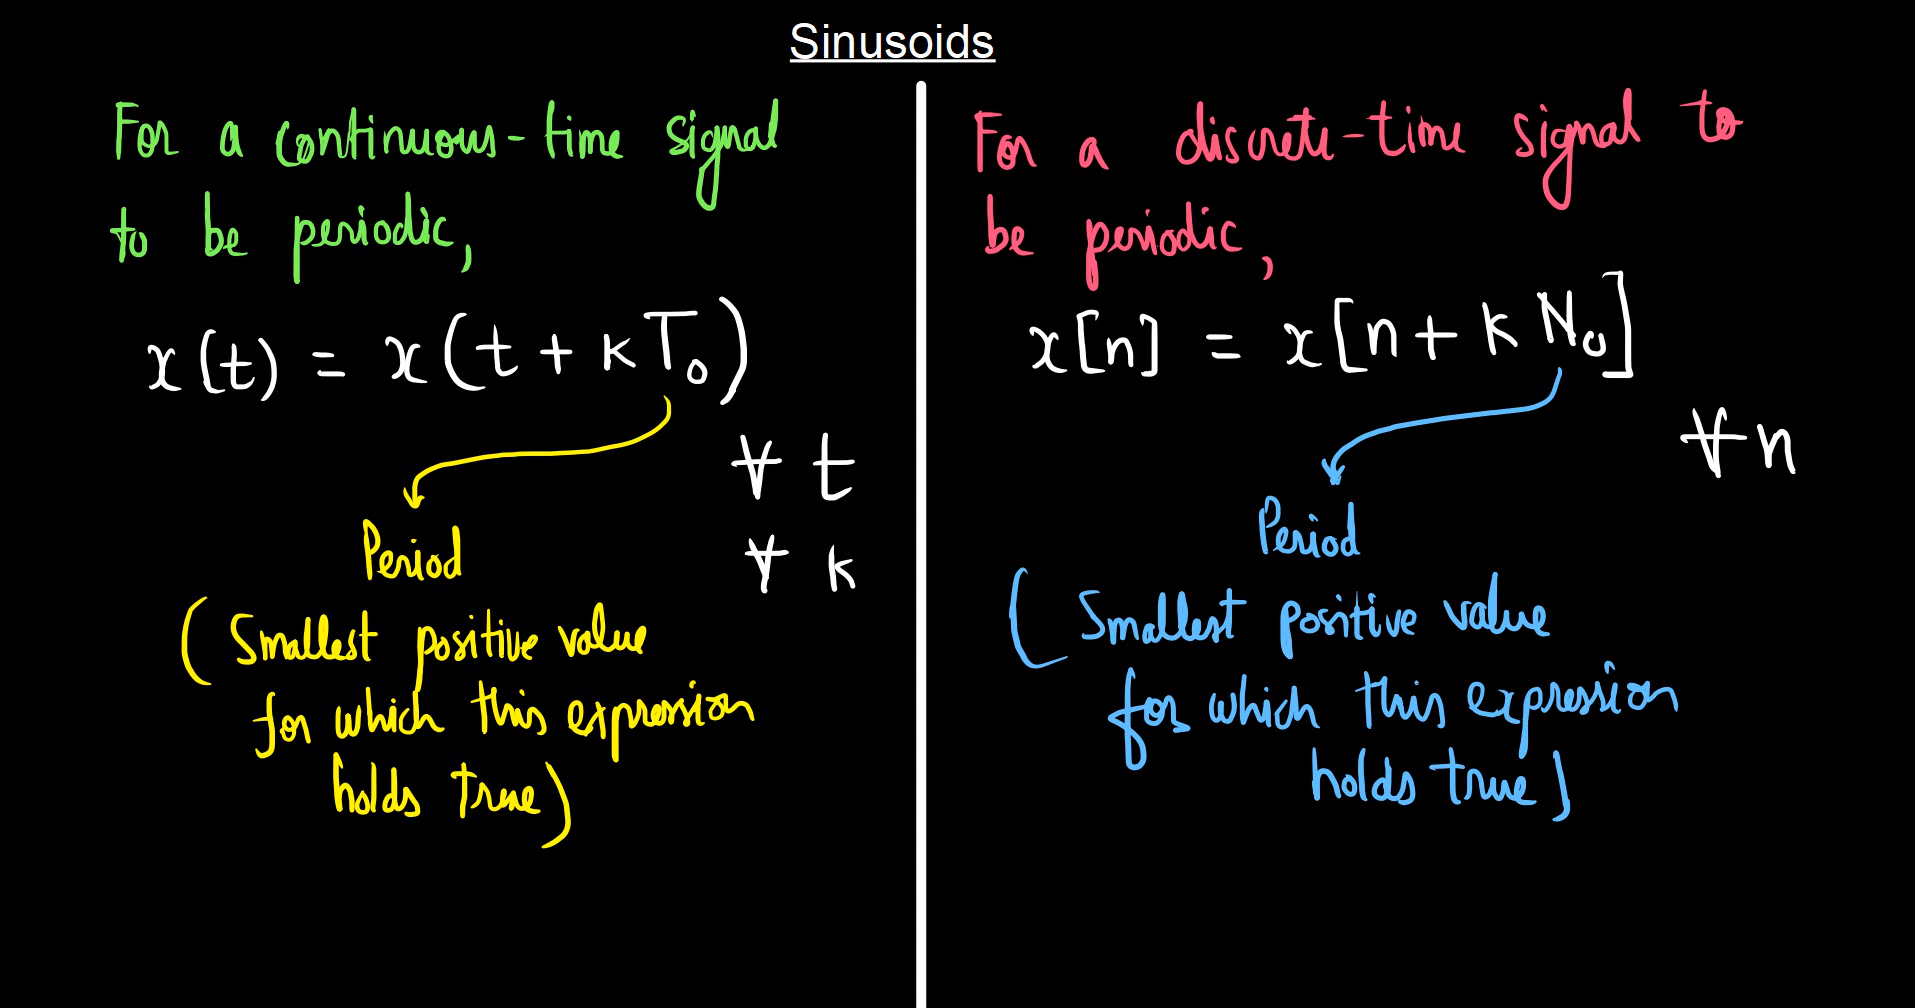 Sinusoids
For a continuous-time signal
to be periodic,
x(t) = x(t + kT₀)
∀ t
∀ k
Period
(Smallest positive value
for which this expression
holds true)
For a discrete-time signal to
be periodic,
x[n] = x[n + k N₀]
∀ n
Period
(Smallest positive value
for which this expression
holds true)